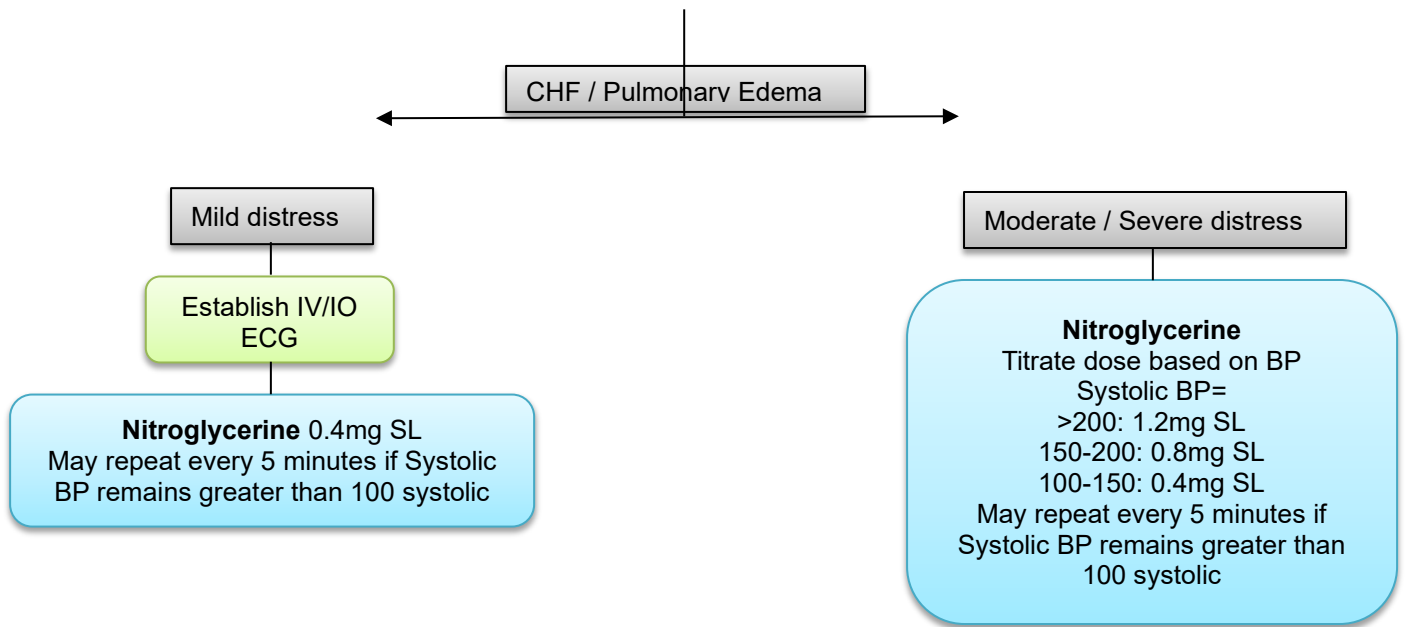 CHF / Pulmonary Edema
Mild distress
Establish IV/IO
ECG
Nitroglycerine 0.4mg SL
May repeat every 5 minutes if Systolic
BP remains greater than 100 systolic
Moderate / Severe distress
Nitroglycerine
Titrate dose based on BP
Systolic BP=
>200: 1.2mg SL
150-200: 0.8mg SL
100-150: 0.4mg SL
May repeat every 5 minutes if
Systolic BP remains greater than
100 systolic